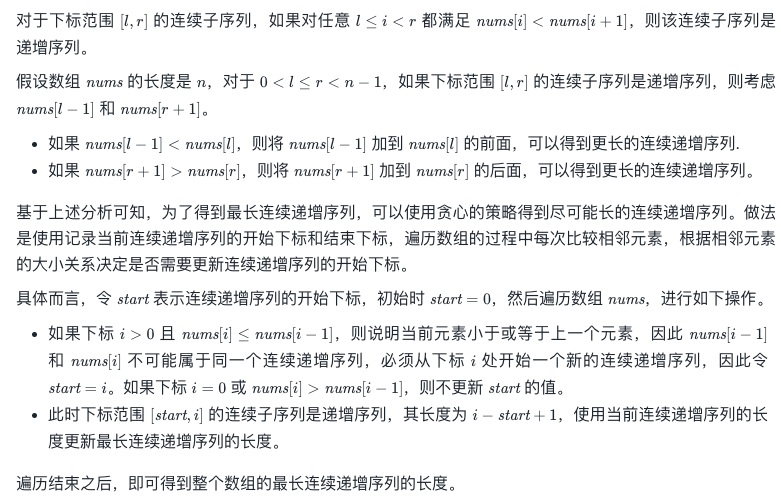 对于下标范围 [l, r] 的连续子序列，如果对任意 l ≤ i < r 都满足 nums[i] < nums[i + 1]，则该连续子序列是
递增序列。
假设数组 nums 的长度是 n，对于 0 < l ≤ r < n − 1，如果下标范围 [l, r] 的连续子序列是递增序列，则考虑
nums[l − 1] 和 nums[r + 1]。
• 如果 nums[l − 1] < nums[l]，则将 nums[l − 1] 加到 nums[l] 的前面，可以得到更长的连续递增序列.
• 如果 nums[r + 1] > nums[r]，则将 nums[r + 1] 加到 nums[r] 的后面，可以得到更长的连续递增序列。
基于上述分析可知，为了得到最长连续递增序列，可以使用贪心的策略得到尽可能长的连续递增序列。做法
是使用记录当前连续递增序列的开始下标和结束下标，遍历数组的过程中每次比较相邻元素，根据相邻元素
的大小关系决定是否需要更新连续递增序列的开始下标。
具体而言，令 start 表示连续递增序列的开始下标，初始时 start = 0，然后遍历数组 nums，进行如下操作。
• 如果下标 i > 0 且 nums[i] ≤ nums[i − 1]，则说明当前元素小于或等于上一个元素，因此 nums[i − 1]
和 nums[i] 不可能属于同一个连续递增序列，必须从下标 i 处开始一个新的连续递增序列，因此令
start = i。如果下标 i = 0 或 nums[i] > nums[i − 1]，则不更新 start 的值。
• 此时下标范围 [start, i] 的连续子序列是递增序列，其长度为 i − start + 1，使用当前连续递增序列的长
度更新最长连续递增序列的长度。
遍历结束之后，即可得到整个数组的最长连续递增序列的长度。